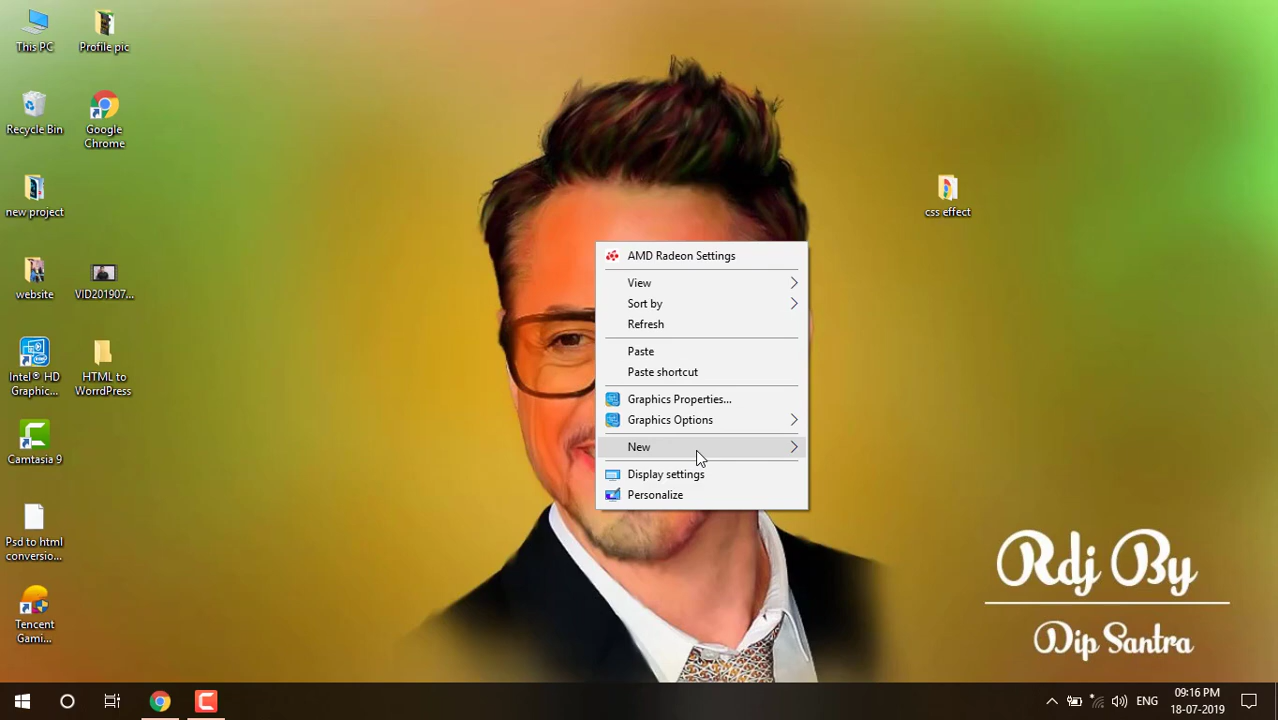 This PC
Profile pic
Recycle Bin
Google
Chrome
new project
css effect
website
VID201907...
Intel® HD
Graphic...
HTML to
WorrdPress
Camtasia 9
Psd to html
conversio...
Tencent
Gami...
AMD Radeon Settings
View
Sort by
Refresh
Paste
Paste shortcut
Graphics Properties...
Graphics Options
New
Display settings
Personalize
Rdj By
Dip Santra
ENG
09:16 PM
18-07-2019